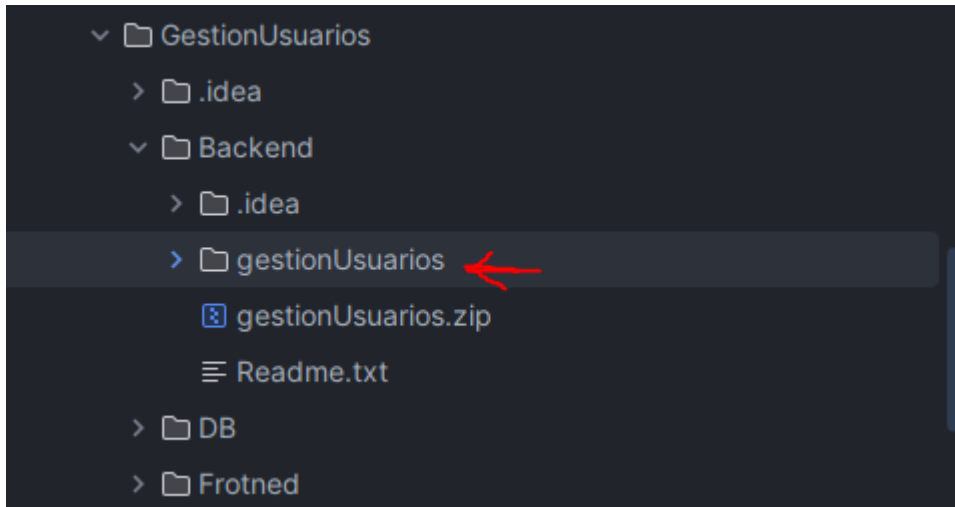 GestionUsuarios
.idea
Backend
.idea
gestionUsuarios
gestionUsuarios.zip
Readme.txt
DB
Frotned